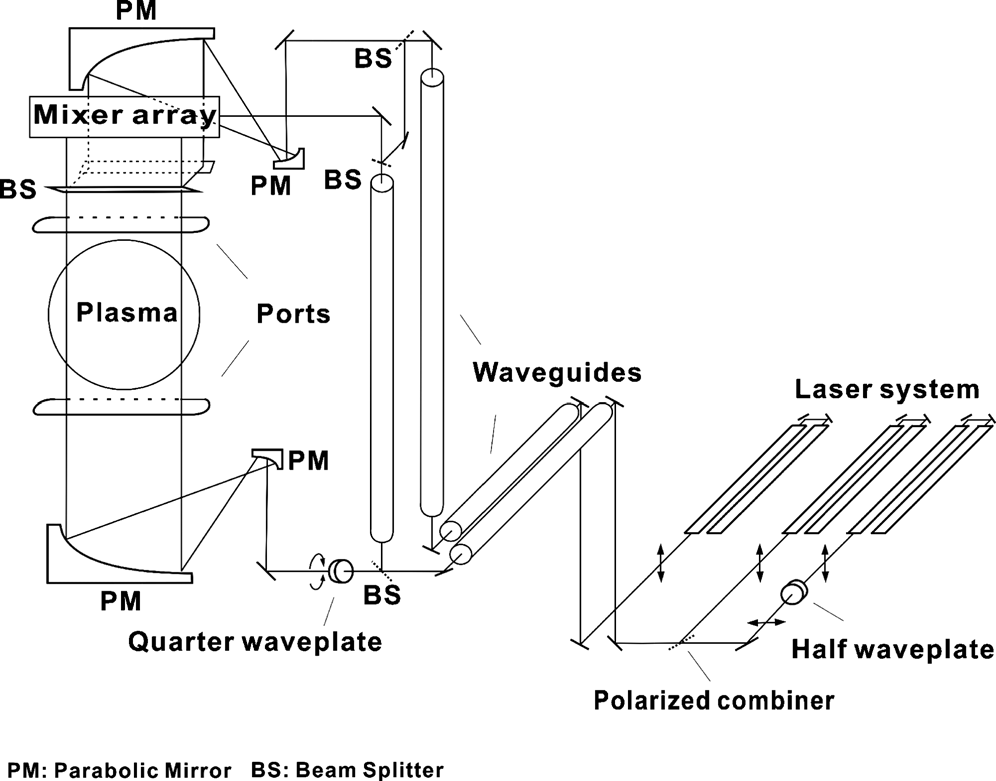 PM
BS
Mixer array
PM
BS
BS
Plasma
Ports
Waveguides
Laser system
PM
PM
BS
Quarter waveplate
Half waveplate
Polarized combiner
PM: Parabolic Mirror BS: Beam Splitter